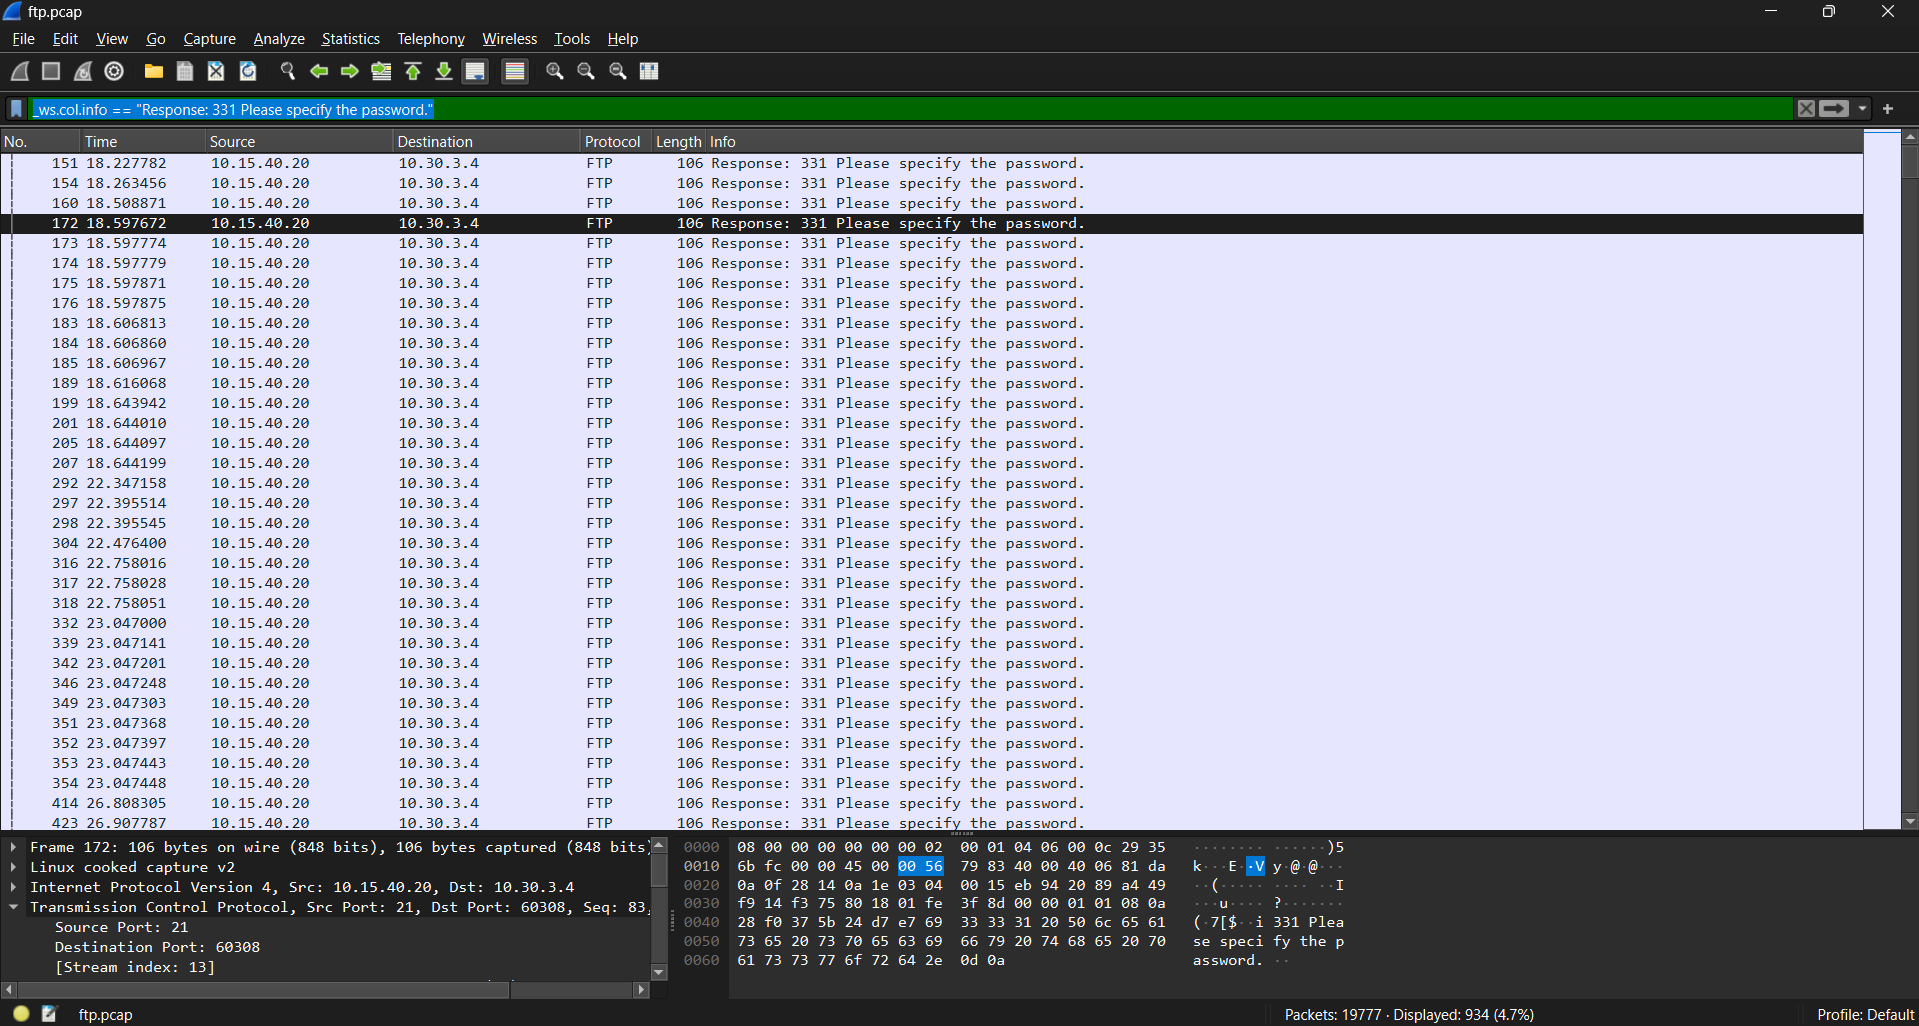 ftp.pcap
File Edit View Go Capture Analyze Statistics Telephony Wireless Tools Help
_ws.col.info == "Response: 331 Please specify the password."
No. Time Source Destination Protocol Length Info
151 18.227782 10.15.40.20 10.30.3.4 FTP 106 Response: 331 Please specify the password.
154 18.263456 10.15.40.20 10.30.3.4 FTP 106 Response: 331 Please specify the password.
160 18.508871 10.15.40.20 10.30.3.4 FTP 106 Response: 331 Please specify the password.
172 18.597672 10.15.40.20 10.30.3.4 FTP 106 Response: 331 Please specify the password.
173 18.597774 10.15.40.20 10.30.3.4 FTP 106 Response: 331 Please specify the password.
174 18.597779 10.15.40.20 10.30.3.4 FTP 106 Response: 331 Please specify the password.
175 18.597871 10.15.40.20 10.30.3.4 FTP 106 Response: 331 Please specify the password.
176 18.597875 10.15.40.20 10.30.3.4 FTP 106 Response: 331 Please specify the password.
183 18.606813 10.15.40.20 10.30.3.4 FTP 106 Response: 331 Please specify the password.
184 18.606860 10.15.40.20 10.30.3.4 FTP 106 Response: 331 Please specify the password.
185 18.606967 10.15.40.20 10.30.3.4 FTP 106 Response: 331 Please specify the password.
189 18.616068 10.15.40.20 10.30.3.4 FTP 106 Response: 331 Please specify the password.
199 18.643942 10.15.40.20 10.30.3.4 FTP 106 Response: 331 Please specify the password.
201 18.644010 10.15.40.20 10.30.3.4 FTP 106 Response: 331 Please specify the password.
205 18.644097 10.15.40.20 10.30.3.4 FTP 106 Response: 331 Please specify the password.
207 18.644199 10.15.40.20 10.30.3.4 FTP 106 Response: 331 Please specify the password.
292 22.347158 10.15.40.20 10.30.3.4 FTP 106 Response: 331 Please specify the password.
297 22.395514 10.15.40.20 10.30.3.4 FTP 106 Response: 331 Please specify the password.
298 22.395545 10.15.40.20 10.30.3.4 FTP 106 Response: 331 Please specify the password.
304 22.476400 10.15.40.20 10.30.3.4 FTP 106 Response: 331 Please specify the password.
316 22.758016 10.15.40.20 10.30.3.4 FTP 106 Response: 331 Please specify the password.
317 22.758028 10.15.40.20 10.30.3.4 FTP 106 Response: 331 Please specify the password.
318 22.758051 10.15.40.20 10.30.3.4 FTP 106 Response: 331 Please specify the password.
332 23.047000 10.15.40.20 10.30.3.4 FTP 106 Response: 331 Please specify the password.
339 23.047141 10.15.40.20 10.30.3.4 FTP 106 Response: 331 Please specify the password.
342 23.047201 10.15.40.20 10.30.3.4 FTP 106 Response: 331 Please specify the password.
346 23.047248 10.15.40.20 10.30.3.4 FTP 106 Response: 331 Please specify the password.
349 23.047303 10.15.40.20 10.30.3.4 FTP 106 Response: 331 Please specify the password.
351 23.047368 10.15.40.20 10.30.3.4 FTP 106 Response: 331 Please specify the password.
352 23.047397 10.15.40.20 10.30.3.4 FTP 106 Response: 331 Please specify the password.
353 23.047443 10.15.40.20 10.30.3.4 FTP 106 Response: 331 Please specify the password.
354 23.047448 10.15.40.20 10.30.3.4 FTP 106 Response: 331 Please specify the password.
414 26.808305 10.15.40.20 10.30.3.4 FTP 106 Response: 331 Please specify the password.
423 26.907787 10.15.40.20 10.30.3.4 FTP 106 Response: 331 Please specify the password.
Frame 172: 106 bytes on wire (848 bits), 106 bytes captured (848 bits)
Linux cooked capture v2
Internet Protocol Version 4, Src: 10.15.40.20, Dst: 10.30.3.4
Transmission Control Protocol, Src Port: 21, Dst Port: 60308, Seq: 83,
Source Port: 21
Destination Port: 60308
[Stream index: 13]
0000 08 00 00 00 00 00 00 02 00 01 04 06 00 0c 29 35 ········ ······)5
0010 6b fc 00 00 45 00 00 56 79 83 40 00 40 06 81 da k···E··V y·@·@···
0020 0a 0f 28 14 0a 1e 03 04 00 15 eb 94 20 89 a4 49 ··(····· ···· ··I
0030 f9 14 f3 75 80 18 01 fe 3f 8d 00 00 01 01 08 0a ···u···· ?·······
0040 28 f0 37 5b 24 d7 e7 69 33 33 31 20 50 6c 65 61 (·7[$··i 331 Plea
0050 73 65 20 73 70 65 63 69 66 79 20 74 68 65 20 70 se speci fy the p
0060 61 73 73 77 6f 72 64 2e 0d 0a assword. ··
ftp.pcap
Packets: 19777 · Displayed: 934 (4.7%)
Profile: Default